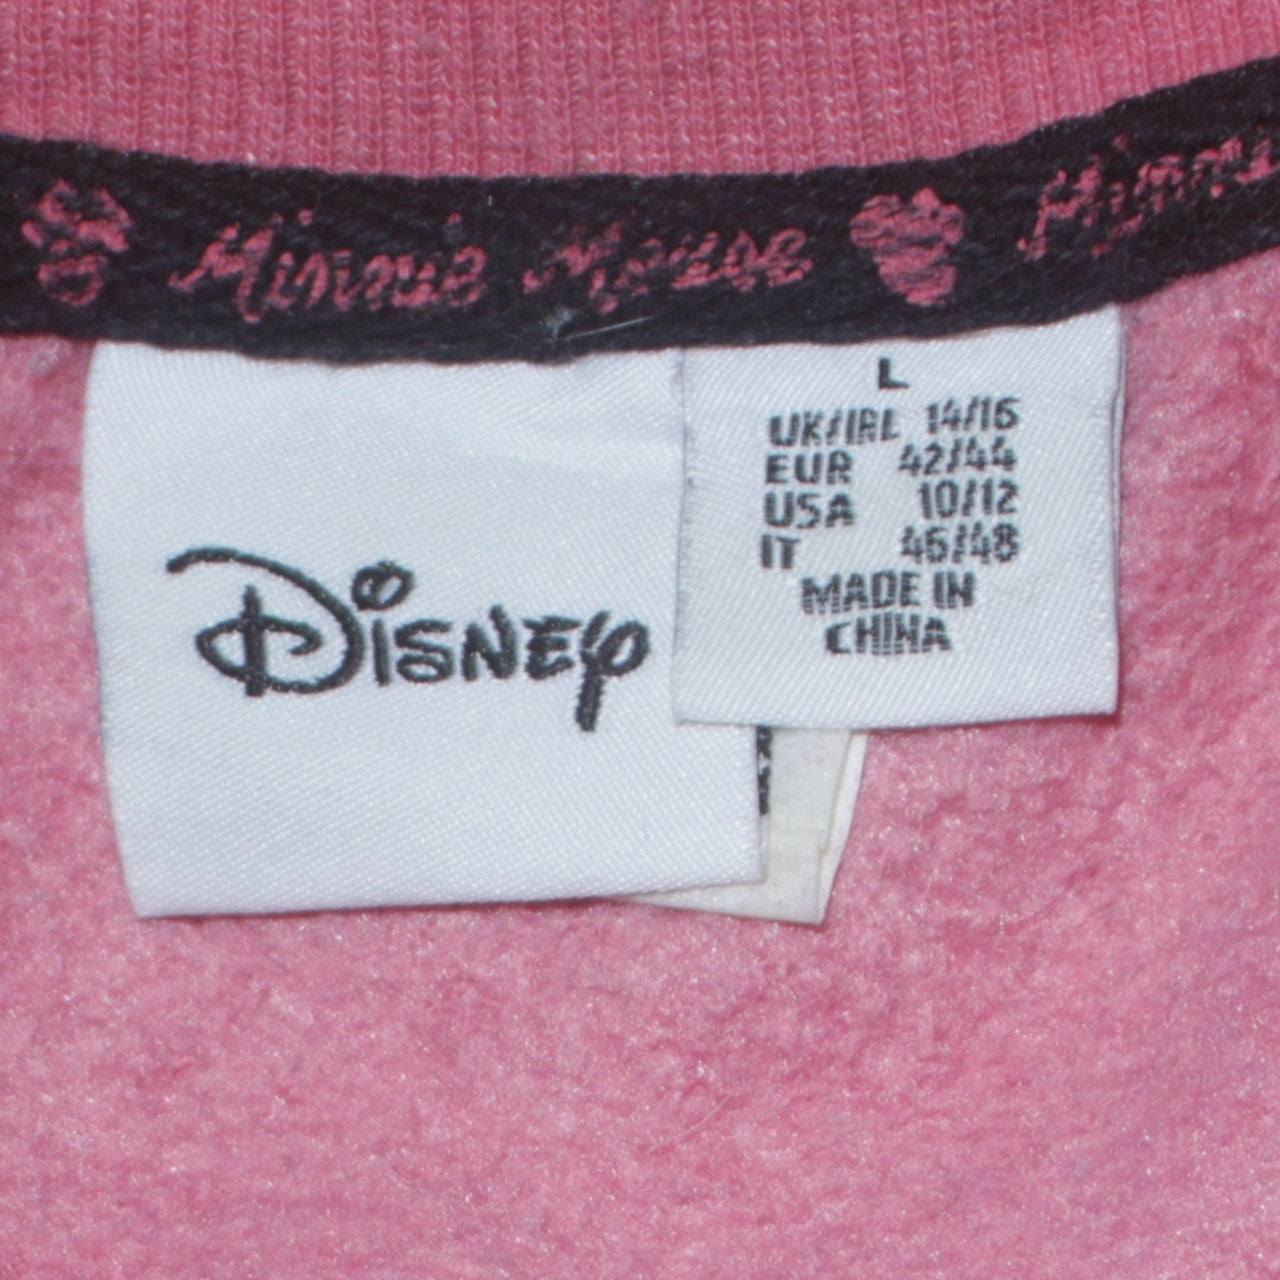 Minnie Mouse Minnie
Disney
L
UK/IRL 14/16
EUR 42/44
USA 10/12
IT 46/48
MADE IN
CHINA